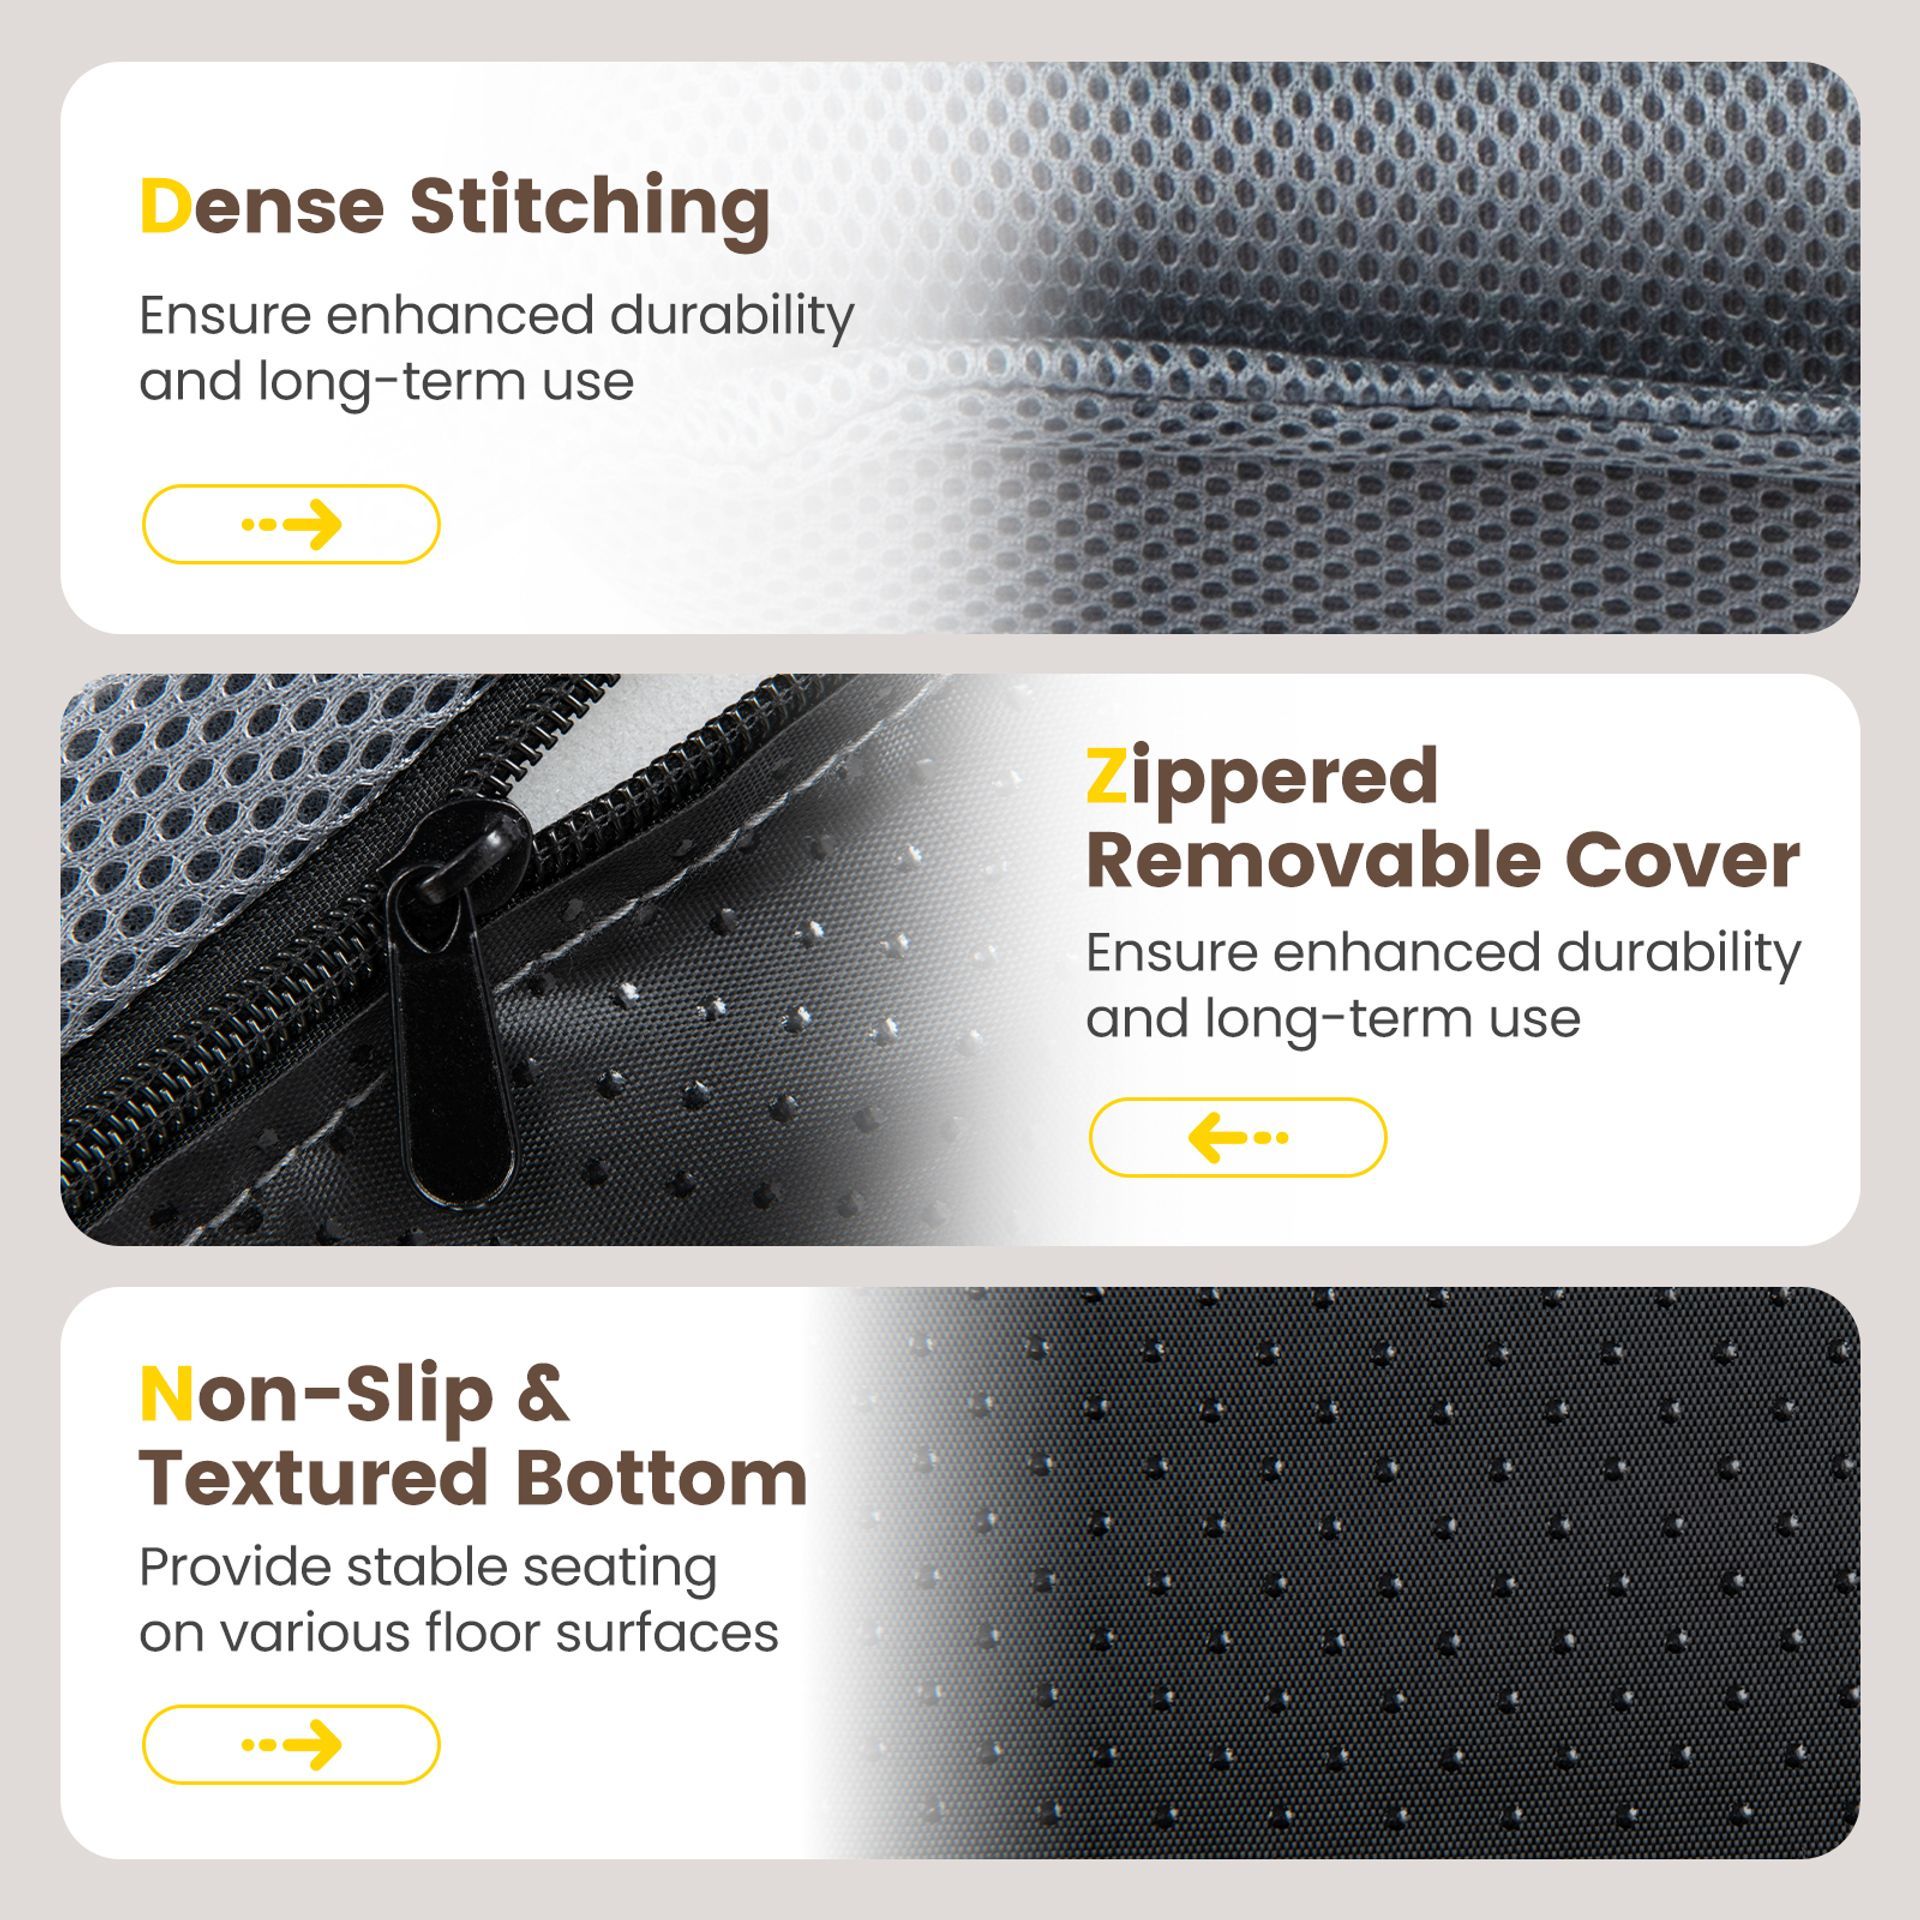 Dense Stitching
Ensure enhanced durability
and long-term use
Zippered
Removable Cover
Ensure enhanced durability
and long-term use
Non-Slip &
Textured Bottom
Provide stable seating
on various floor surfaces